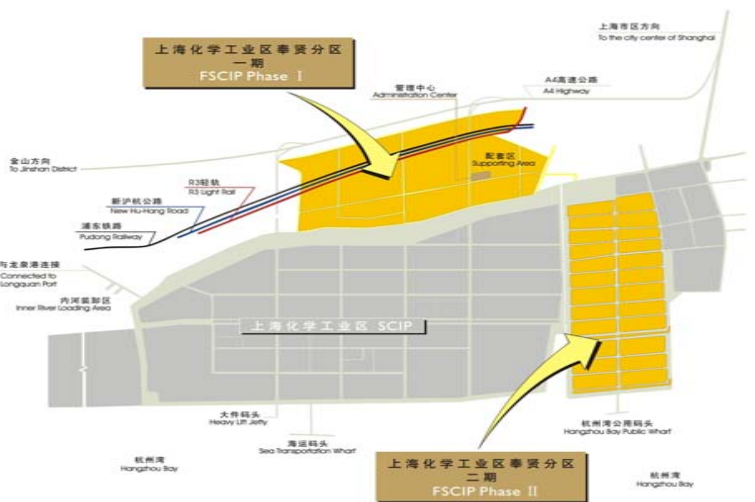 上海市区方向
To the city center of Shanghai
上海化学工业区奉贤分区
一期
FSCIP Phase Ⅰ
管理中心
Administration Center
A4高速公路
A4 Highway
配套区
Supporting Area
金山方向
To Jinshan District
R3轻轨
R3 Light Rail
新沪杭公路
New Hu-Hang Road
浦东铁路
Pudong Railway
与龙泉港连接
Connected to
Longquan Port
内河装卸区
Inner River Loading Area
上海化学工业区 SCIP
大件码头
Heavy Lift Jetty
海运码头
Sea Transportation Wharf
杭州湾公用码头
Hangzhou Bay Public Wharf
杭州湾
Hangzhou Bay
上海化学工业区奉贤分区
二期
FSCIP Phase Ⅱ
杭州湾
Hangzhou Bay